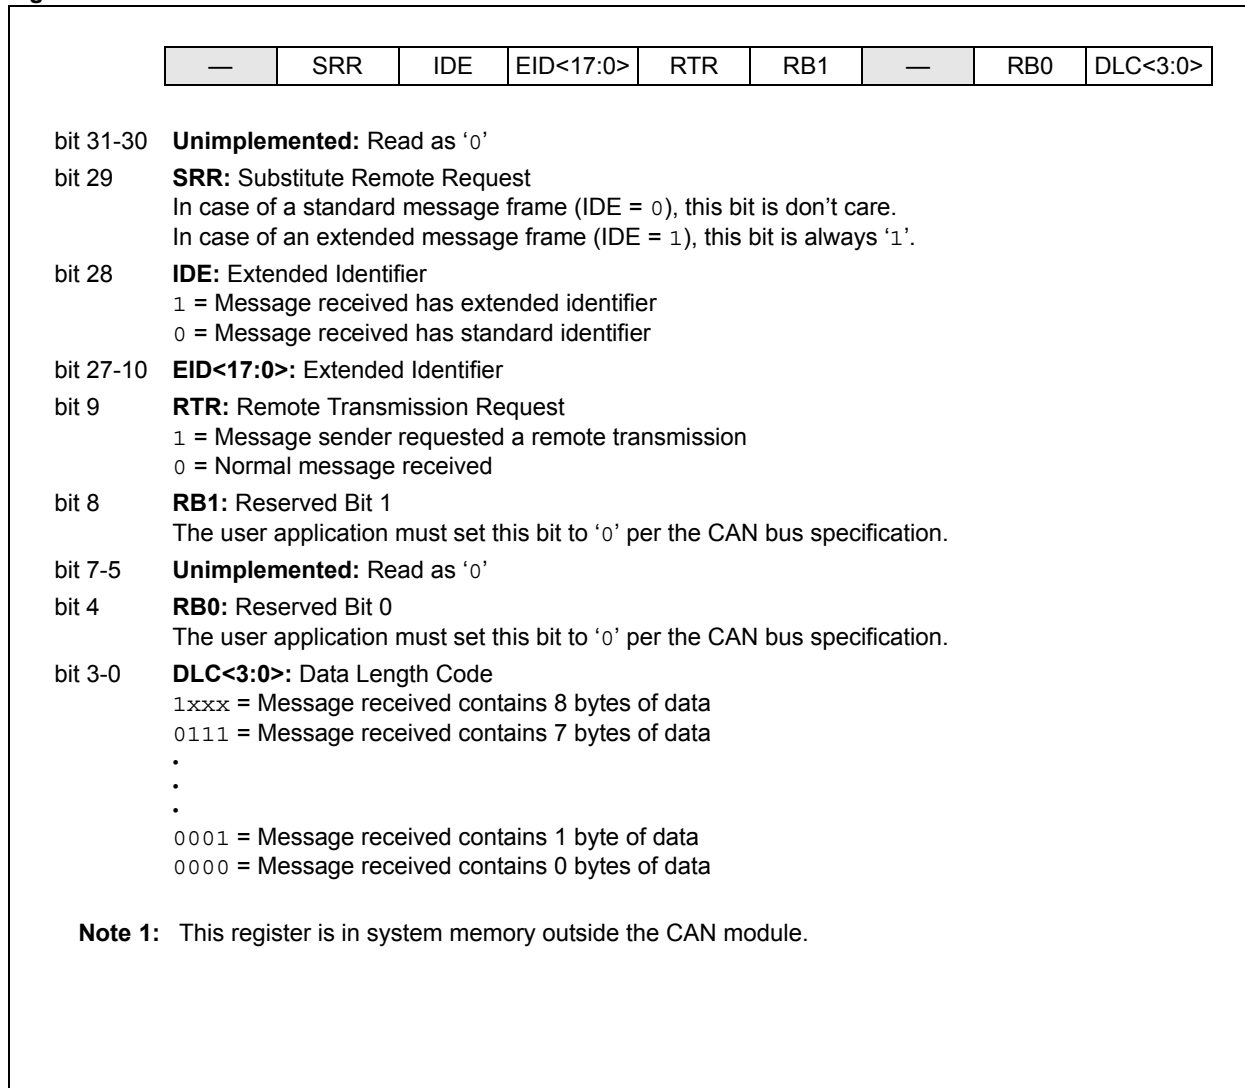 — SRR IDE EID<17:0> RTR RB1 — RB0 DLC<3:0>
bit 31-30 Unimplemented: Read as ‘0’
bit 29 SRR: Substitute Remote Request
In case of a standard message frame (IDE = 0), this bit is don’t care.
In case of an extended message frame (IDE = 1), this bit is always ‘1’.
bit 28 IDE: Extended Identifier
1 = Message received has extended identifier
0 = Message received has standard identifier
bit 27-10 EID<17:0>: Extended Identifier
bit 9 RTR: Remote Transmission Request
1 = Message sender requested a remote transmission
0 = Normal message received
bit 8 RB1: Reserved Bit 1
The user application must set this bit to ‘0’ per the CAN bus specification.
bit 7-5 Unimplemented: Read as ‘0’
bit 4 RB0: Reserved Bit 0
The user application must set this bit to ‘0’ per the CAN bus specification.
bit 3-0 DLC<3:0>: Data Length Code
1xxx = Message received contains 8 bytes of data
0111 = Message received contains 7 bytes of data
•
•
•
0001 = Message received contains 1 byte of data
0000 = Message received contains 0 bytes of data
Note 1: This register is in system memory outside the CAN module.